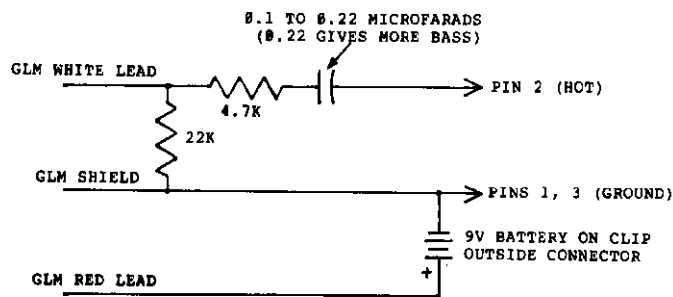 0.1 TO 0.22 MICROFARADS
(0.22 GIVES MORE BASS)
GLM WHITE LEAD
PIN 2 (HOT)
4.7K
22K
GLM SHIELD
PINS 1, 3 (GROUND)
9V BATTERY ON CLIP
OUTSIDE CONNECTOR
+
GLM RED LEAD